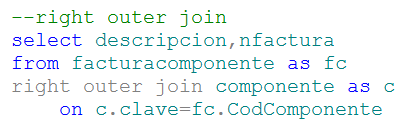 --right outer join
select descripcion,nfactura
from facturacomponente as fc
right outer join componente as c
on c.clave=fc.CodComponente